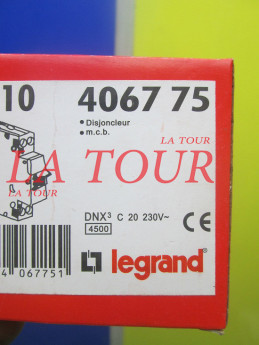 10 4067 75
• Disjoncteur
• m.c.b.
LA TOUR
LA TOUR
LA TOUR
DNX³ C 20 230V~
4500
CE
4 067751
legrand